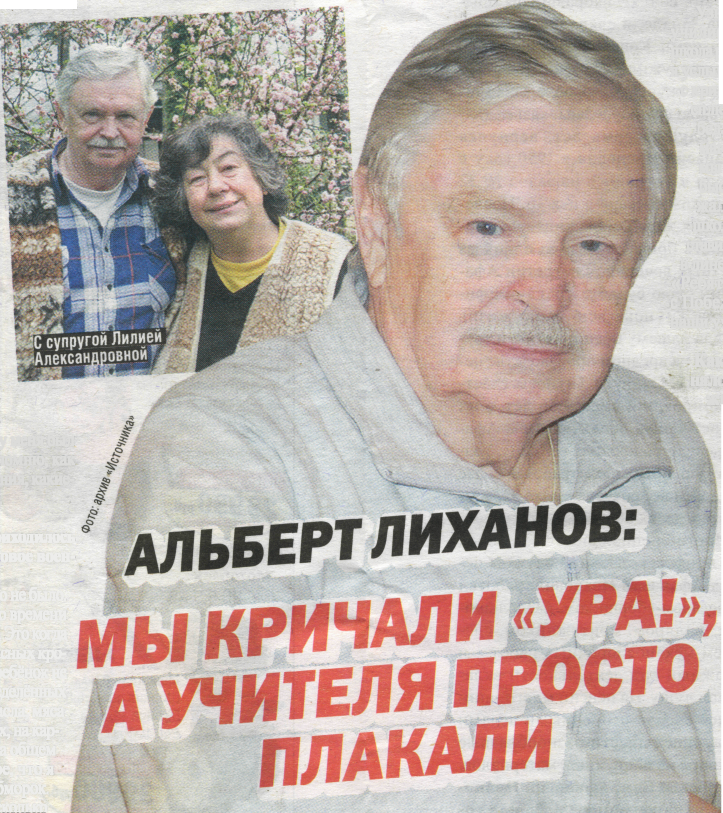 С супругой Лилией
Александровной
Фото: архив «Источника»
АЛЬБЕРТ ЛИХАНОВ:
МЫ КРИЧАЛИ «УРА!»,
А УЧИТЕЛЯ ПРОСТО
ПЛАКАЛИ